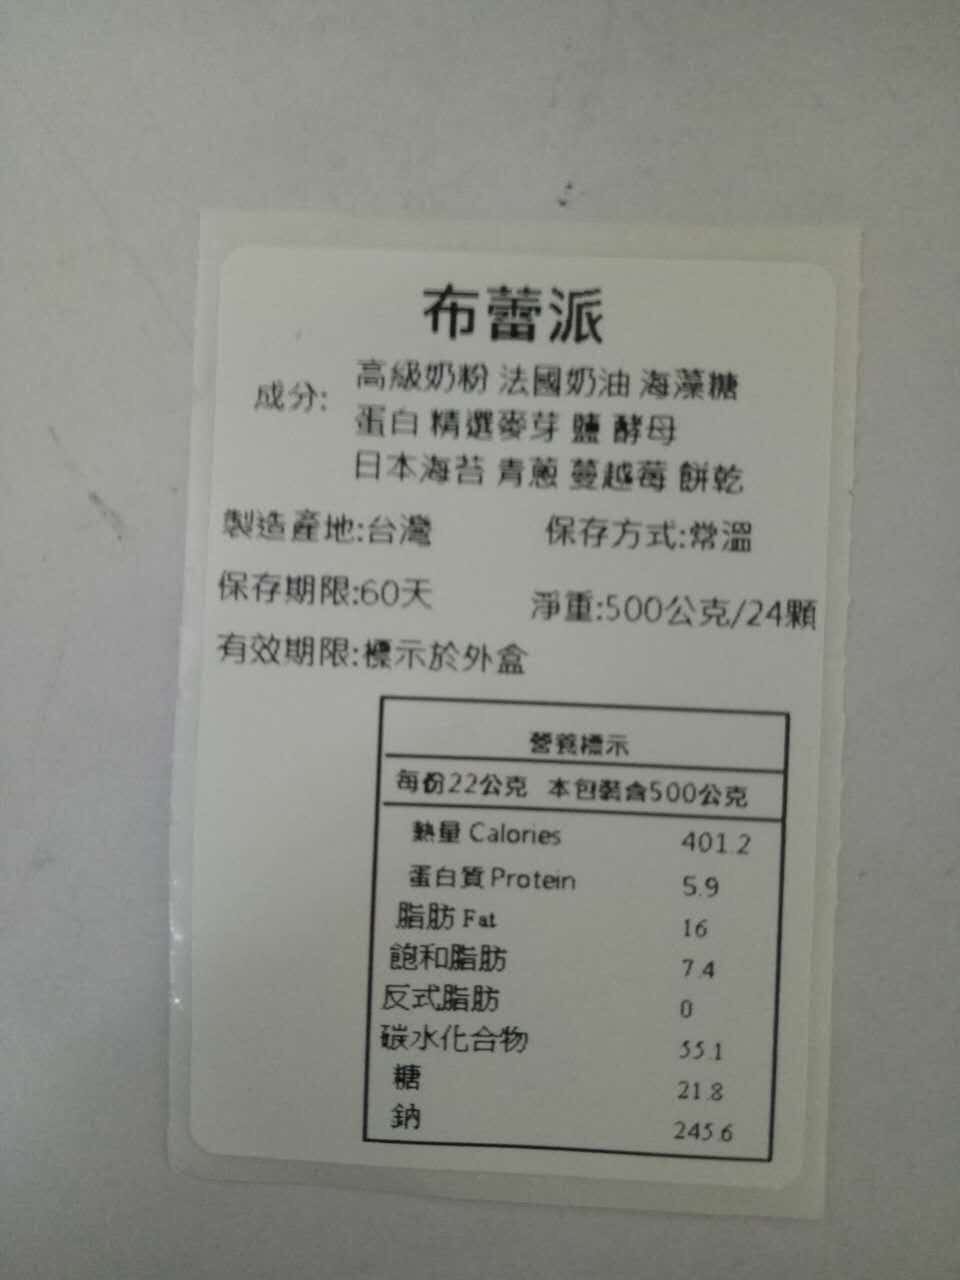 布蕾派
成分: 高級奶粉 法國奶油 海藻糖
蛋白 精選麥芽 鹽 酵母
日本海苔 青蔥 蔓越莓 餅乾
製造產地:台灣 保存方式:常溫
保存期限:60天 淨重:500公克/24顆
有效期限:標示於外盒
營養標示
每份22公克 本包裝含500公克
熱量 Calories 401.2
蛋白質 Protein 5.9
脂肪 Fat 16
飽和脂肪 7.4
反式脂肪 0
碳水化合物 55.1
糖 21.8
鈉 245.6